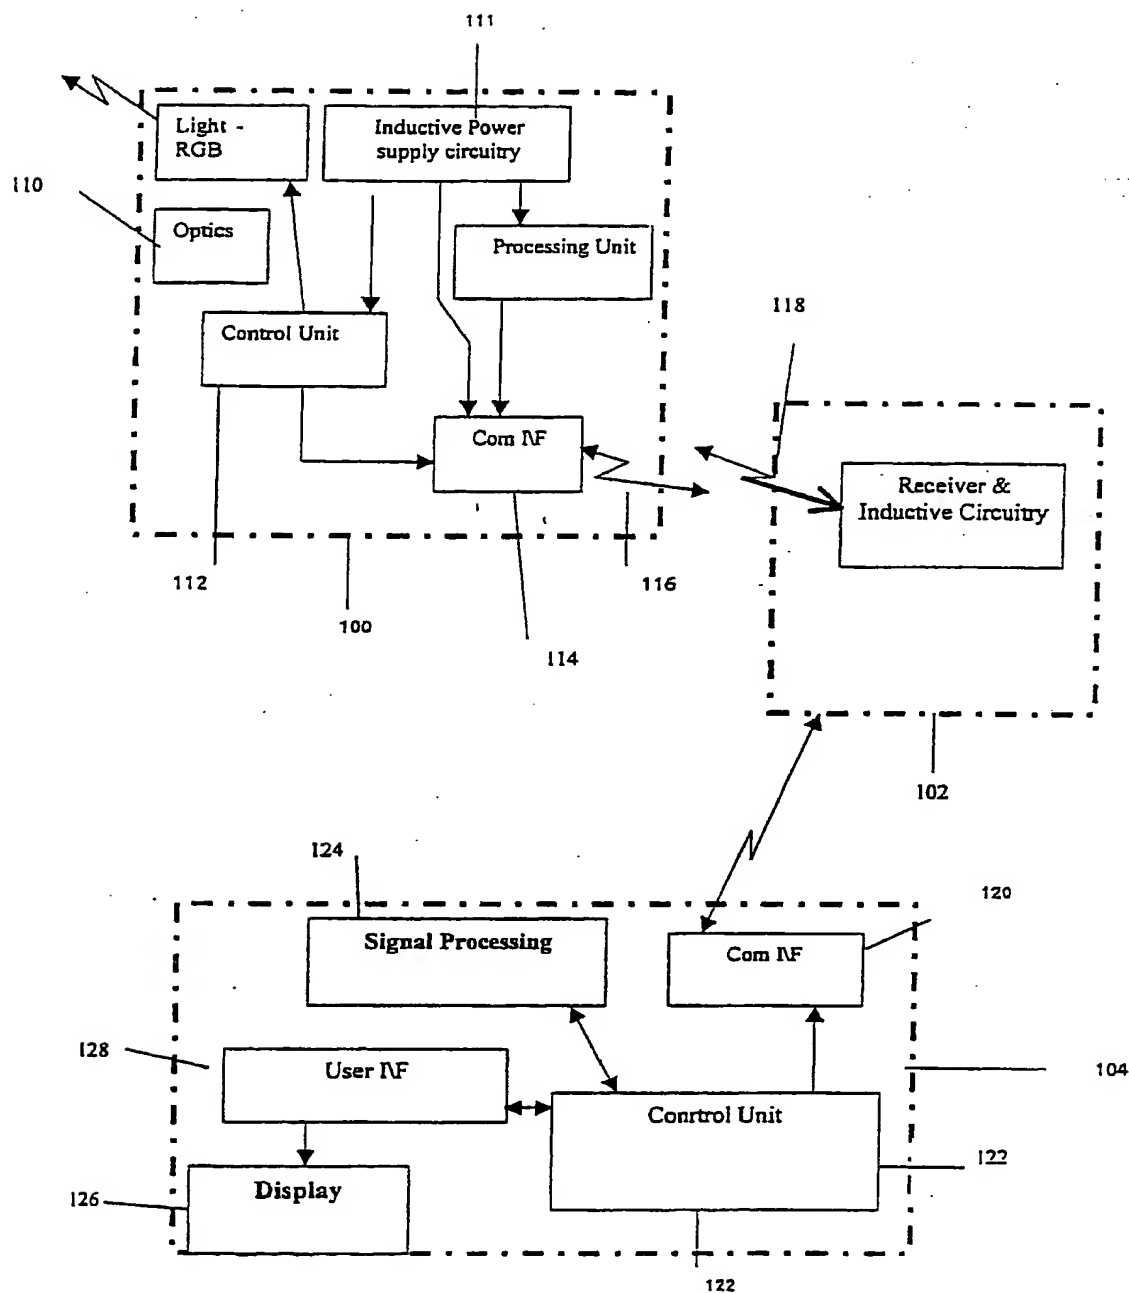 111
Light -
RGB
Inductive Power
supply circuitry
110
Optics
Processing Unit
118
Control Unit
Com I\F
Receiver &
Inductive Circuitry
112
116
100
114
102
124
120
Signal Processing
Com I\F
128
User I\F
104
Conrtrol Unit
122
Display
126
122